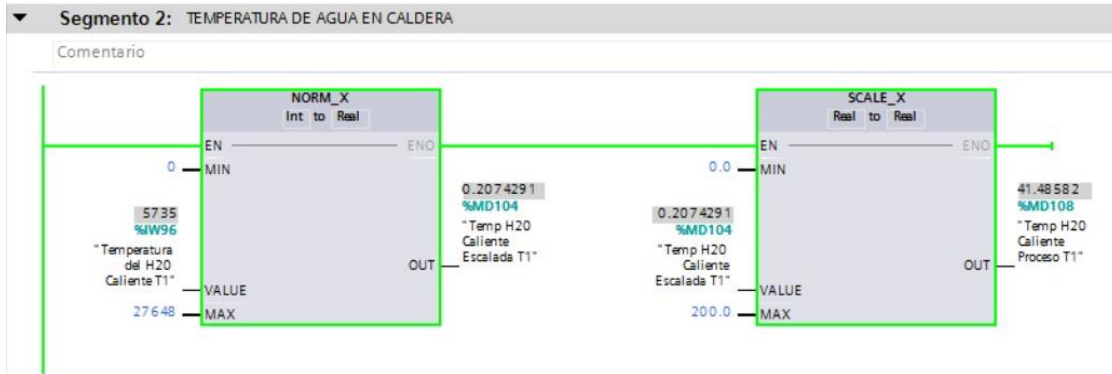 Segmento 2: TEMPERATURA DE AGUA EN CALDERA
Comentario
NORM_X
Int to Real
EN
ENO
0
MIN
5735
%IW96
"Temperatura
del H20
Caliente T1"
VALUE
27648
MAX
0.2074291
%MD104
"Temp H20
Caliente
Escalada T1"
OUT
SCALE_X
Real to Real
EN
ENO
0.0
MIN
0.2074291
%MD104
"Temp H20
Caliente
Escalada T1"
VALUE
200.0
MAX
41.48582
%MD108
"Temp H20
Caliente
Proceso T1"
OUT